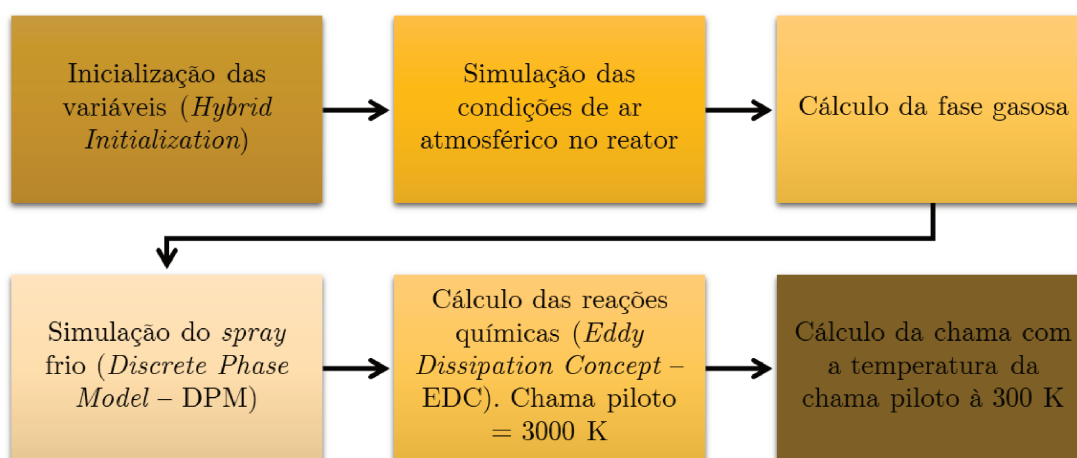 Inicialização das
variáveis (Hybrid
Initialization)
Simulação das
condições de ar
atmosférico no reator
Cálculo da fase gasosa
Simulação do spray
frio (Discrete Phase
Model – DPM)
Cálculo das reações
químicas (Eddy
Dissipation Concept –
EDC). Chama piloto
= 3000 K
Cálculo da chama com
a temperatura da
chama piloto à 300 K